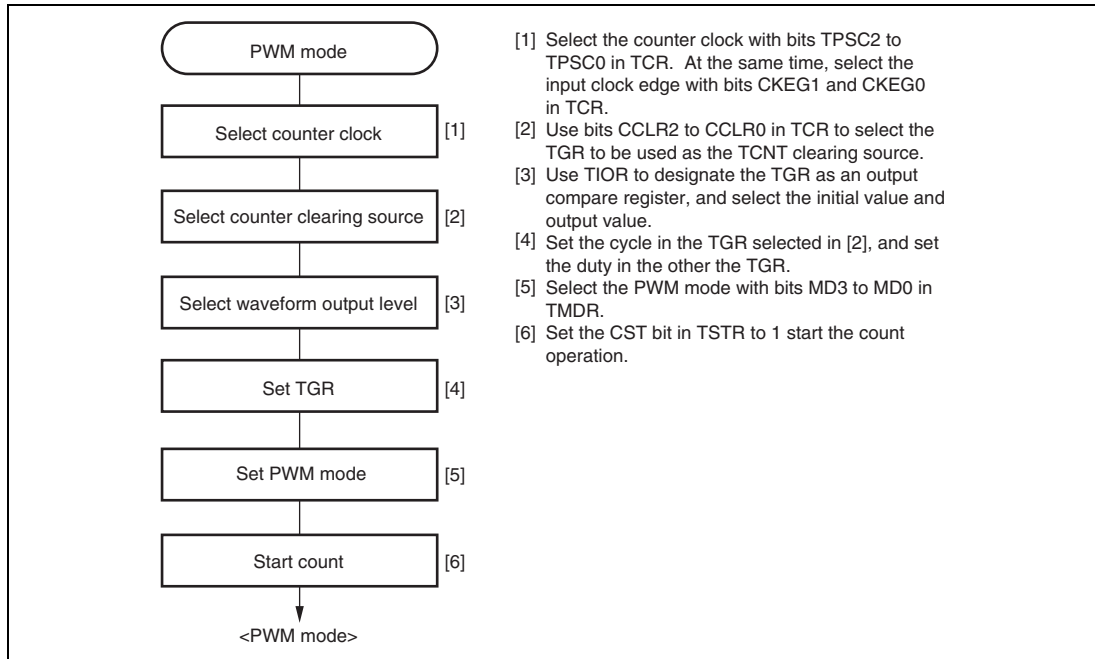 PWM mode
Select counter clock [1]
Select counter clearing source [2]
Select waveform output level [3]
Set TGR [4]
Set PWM mode [5]
Start count [6]
<PWM mode>
[1] Select the counter clock with bits TPSC2 to
TPSC0 in TCR. At the same time, select the
input clock edge with bits CKEG1 and CKEG0
in TCR.
[2] Use bits CCLR2 to CCLR0 in TCR to select the
TGR to be used as the TCNT clearing source.
[3] Use TIOR to designate the TGR as an output
compare register, and select the initial value and
output value.
[4] Set the cycle in the TGR selected in [2], and set
the duty in the other the TGR.
[5] Select the PWM mode with bits MD3 to MD0 in
TMDR.
[6] Set the CST bit in TSTR to 1 start the count
operation.